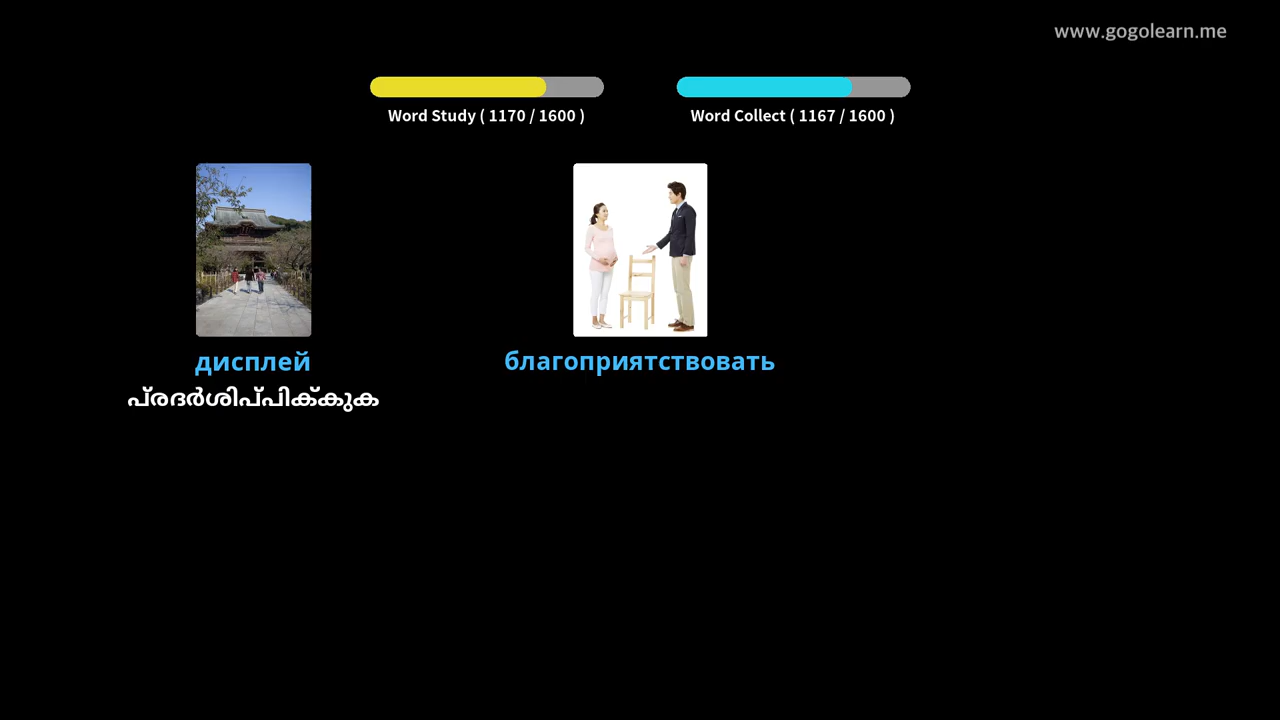 www.gogolearn.me
Word Study ( 1170 / 1600 )
Word Collect ( 1167 / 1600 )
дисплей
благоприятствовать
പ്രദർശിപ്പിക്കുക